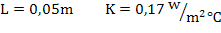 L = 0,05m K = 0,17 W/m²°C